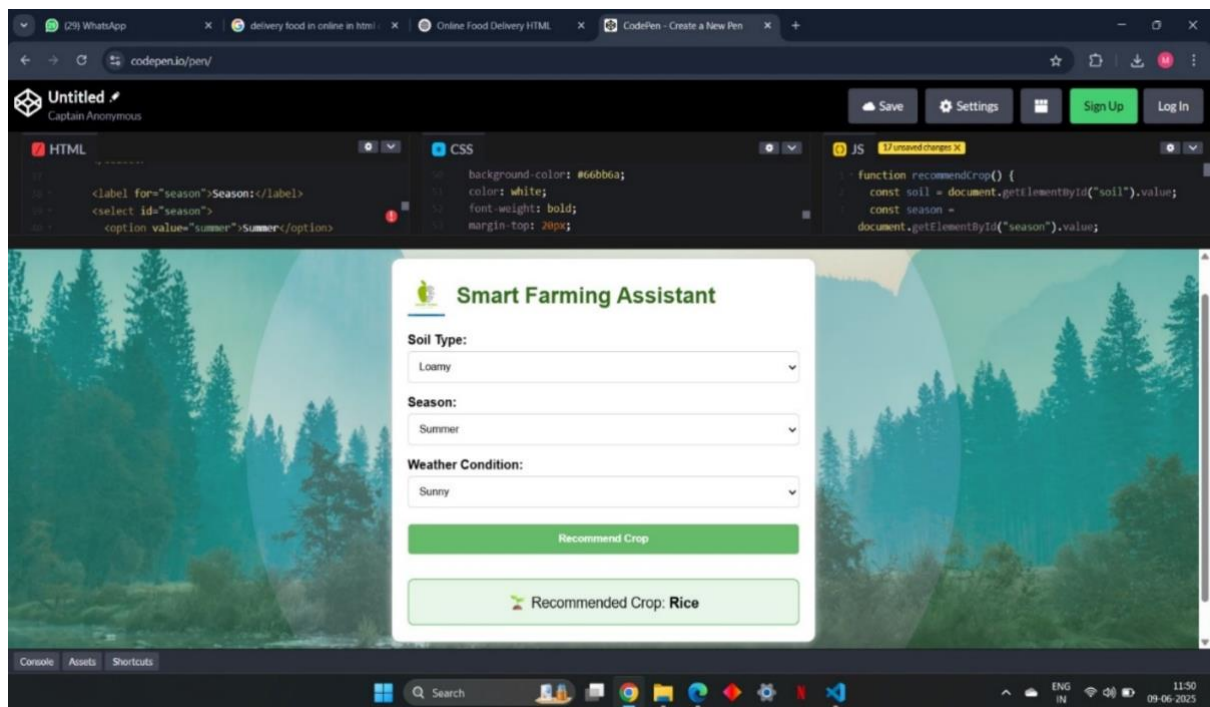 (29) WhatsApp
delivery food in online in html
Online Food Delivery HTML
CodePen - Create a New Pen
codepen.io/pen/
M
Untitled
Captain Anonymous
Save
Settings
Sign Up
Log In
HTML
<label for="season">Season:</label>
<select id="season">
<option value="summer">Summer</option>
CSS
background-color: #66bb6a;
color: white;
font-weight: bold;
margin-top: 20px;
JS
17 unsaved changes X
function recommendCrop() {
const soil = document.getElementById("soil").value;
const season =
document.getElementById("season").value;
Smart Farming Assistant
Soil Type:
Loamy
Season:
Summer
Weather Condition:
Sunny
Recommend Crop
Recommended Crop: Rice
Console
Assets
Shortcuts
Search
ENG
IN
11:50
09-06-2025